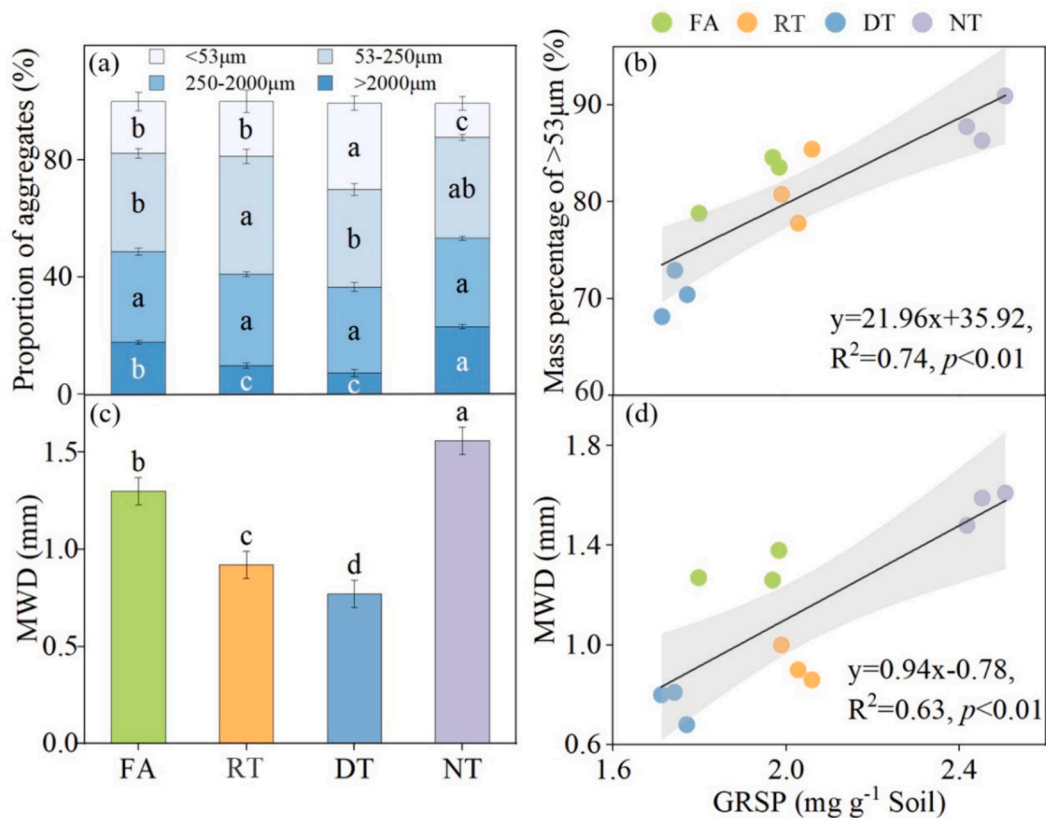 FA RT DT NT
(a)
<53μm 53-250μm
250-2000μm >2000μm
Proportion of aggregates (%)
80
40
0
b b a c
b a b ab
a a a a
b c c a
(b)
Mass percentage of >53μm(%)
90
80
70
60
y=21.96x+35.92,
R²=0.74, p<0.01
(c)
MWD (mm)
1.5
1.0
0.5
0.0
b c d a
FA RT DT NT
(d)
MWD (mm)
1.8
1.4
1.0
0.6
y=0.94x-0.78,
R²=0.63, p<0.01
1.6 2.0 2.4
GRSP (mg g⁻¹ Soil)